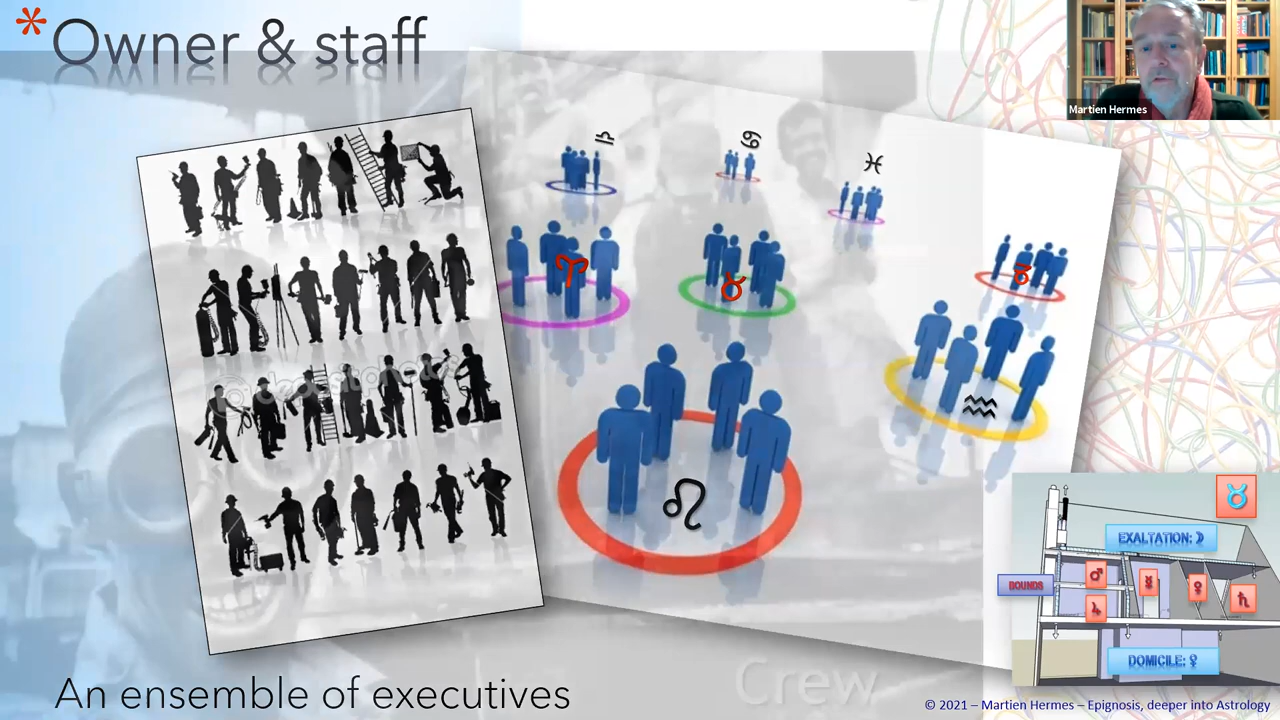 * Owner & staff
Martien Hermes
♎
♋
♓
♈
♉
♒
♌
♉
EXALTATION: ☽
BOUNDS
♂
☿
♀
♄
DOMICILE: ♀
Crew
An ensemble of executives
© 2021 – Martien Hermes – Epignosis, deeper into Astrology